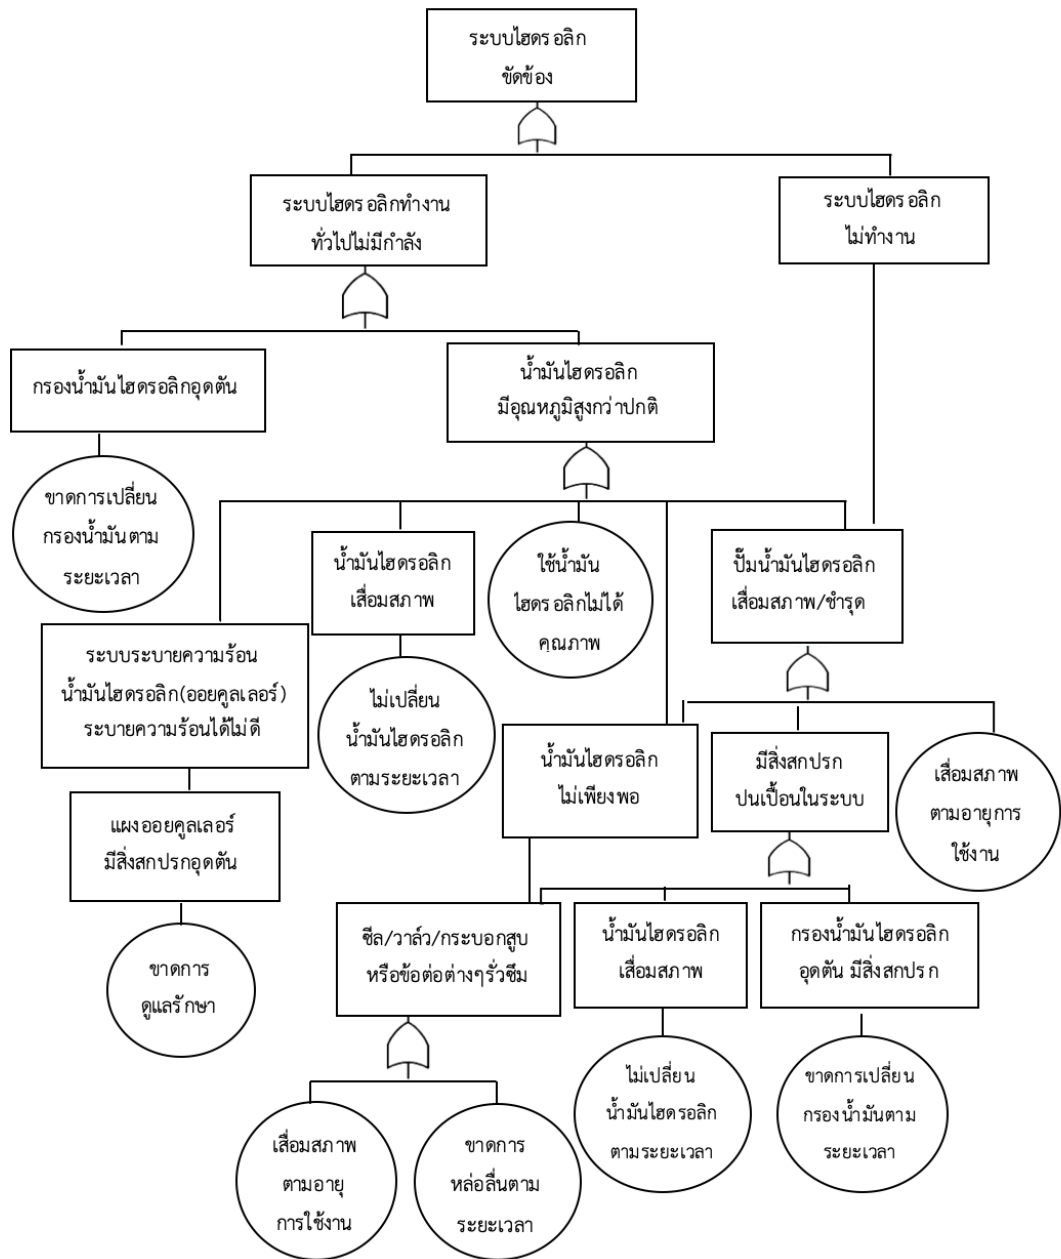 ระบบไฮดรอลิก
ขัดข้อง
ระบบไฮดรอลิกทำงาน
ทั่วไปไม่มีกำลัง
ระบบไฮดรอลิก
ไม่ทำงาน
กรองน้ำมันไฮดรอลิกอุดตัน
น้ำมันไฮดรอลิก
มีอุณหภูมิสูงกว่าปกติ
ขาดการเปลี่ยน
กรองน้ำมันตาม
ระยะเวลา
น้ำมันไฮดรอลิก
เสื่อมสภาพ
ใช้น้ำมัน
ไฮดรอลิกไม่ได้
คุณภาพ
ปั๊มน้ำมันไฮดรอลิก
เสื่อมสภาพ/ชำรุด
ระบบระบายความร้อน
น้ำมันไฮดรอลิก(ออยคูลเลอร์)
ระบายความร้อนได้ไม่ดี
ไม่เปลี่ยน
น้ำมันไฮดรอลิก
ตามระยะเวลา
น้ำมันไฮดรอลิก
ไม่เพียงพอ
มีสิ่งสกปรก
ปนเปื้อนในระบบ
เสื่อมสภาพ
ตามอายุการ
ใช้งาน
แผงออยคูลเลอร์
มีสิ่งสกปรกอุดตัน
ซีล/วาล์ว/กระบอกสูบ
หรือข้อต่อต่างๆรั่วซึม
น้ำมันไฮดรอลิก
เสื่อมสภาพ
กรองน้ำมันไฮดรอลิก
อุดตัน มีสิ่งสกปรก
ขาดการ
ดูแลรักษา
ไม่เปลี่ยน
น้ำมันไฮดรอลิก
ตามระยะเวลา
ขาดการเปลี่ยน
กรองน้ำมันตาม
ระยะเวลา
เสื่อมสภาพ
ตามอายุ
การใช้งาน
ขาดการ
หล่อลื่นตาม
ระยะเวลา